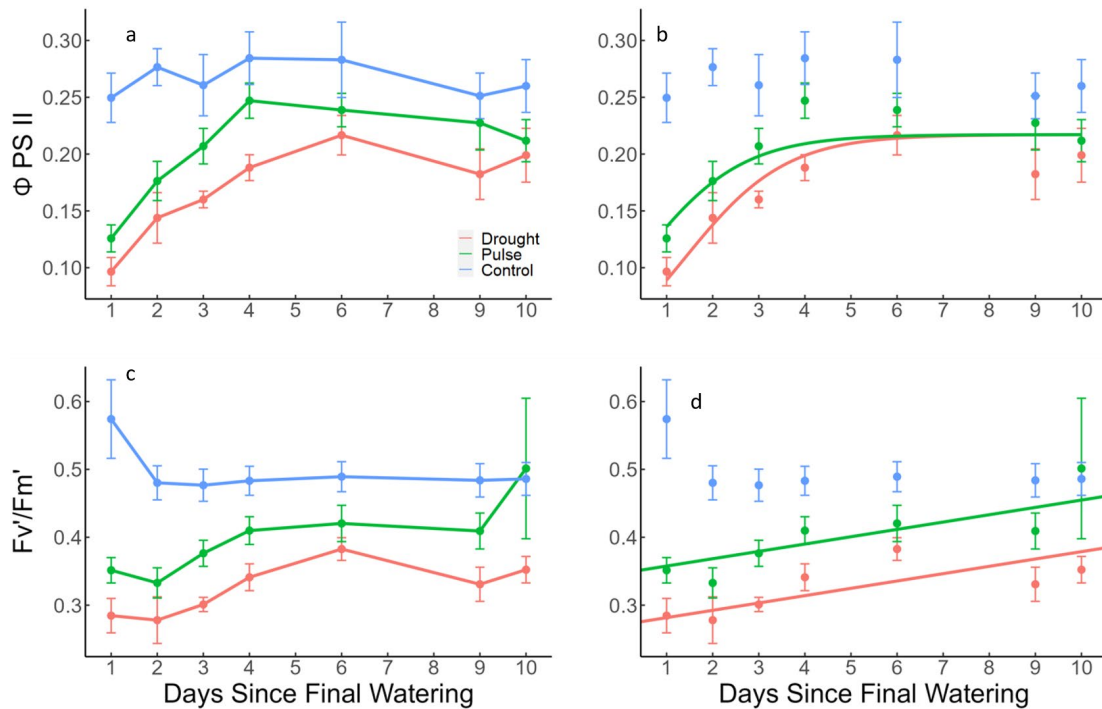 a
Φ PS II
0.30
0.25
0.20
0.15
0.10
Drought
Pulse
Control
1 2 3 4 5 6 7 8 9 10
b
0.30
0.25
0.20
0.15
0.10
1 2 3 4 5 6 7 8 9 10
c
Fv'/Fm'
0.6
0.5
0.4
0.3
1 2 3 4 5 6 7 8 9 10
Days Since Final Watering
d
0.6
0.5
0.4
0.3
1 2 3 4 5 6 7 8 9 10
Days Since Final Watering